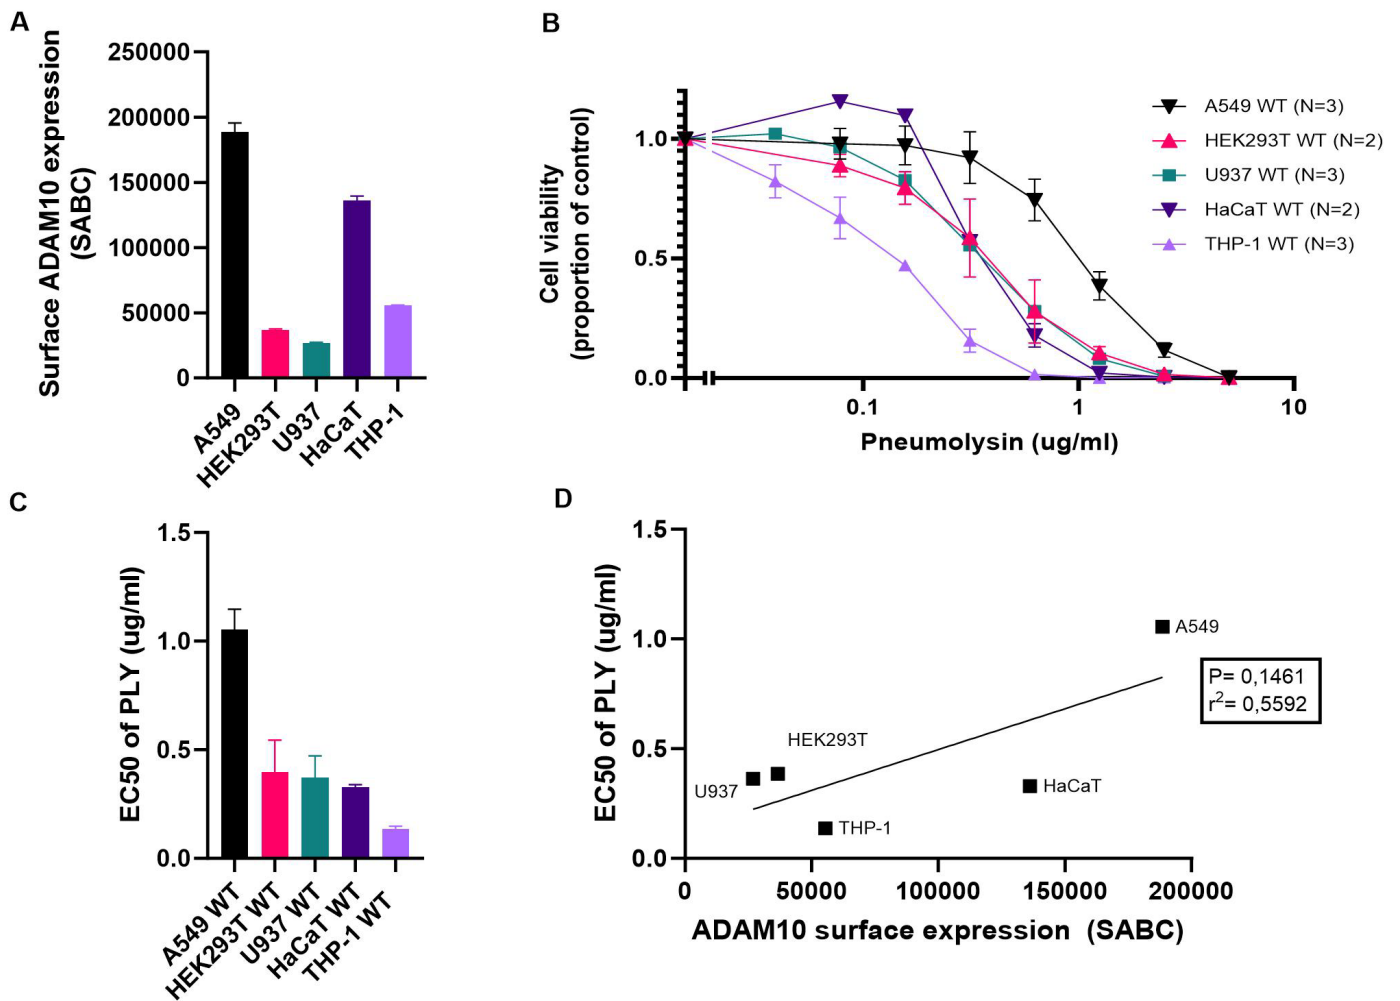 A
Surface ADAM10 expression
(SABC)
250000
200000
150000
100000
50000
0
A549
HEK293T
U937
HaCaT
THP-1
B
Cell viability
(proportion of control)
1.0
0.5
0.0
0.1
1
10
Pneumolysin (ug/ml)
A549 WT (N=3)
HEK293T WT (N=2)
U937 WT (N=3)
HaCaT WT (N=2)
THP-1 WT (N=3)
C
EC50 of PLY (ug/ml)
1.5
1.0
0.5
0.0
A549 WT
HEK293T WT
U937 WT
HaCaT WT
THP-1 WT
D
EC50 of PLY (ug/ml)
1.5
1.0
0.5
0.0
A549
P= 0,1461
r²= 0,5592
HEK293T
U937
HaCaT
THP-1
0
50000
100000
150000
200000
ADAM10 surface expression (SABC)